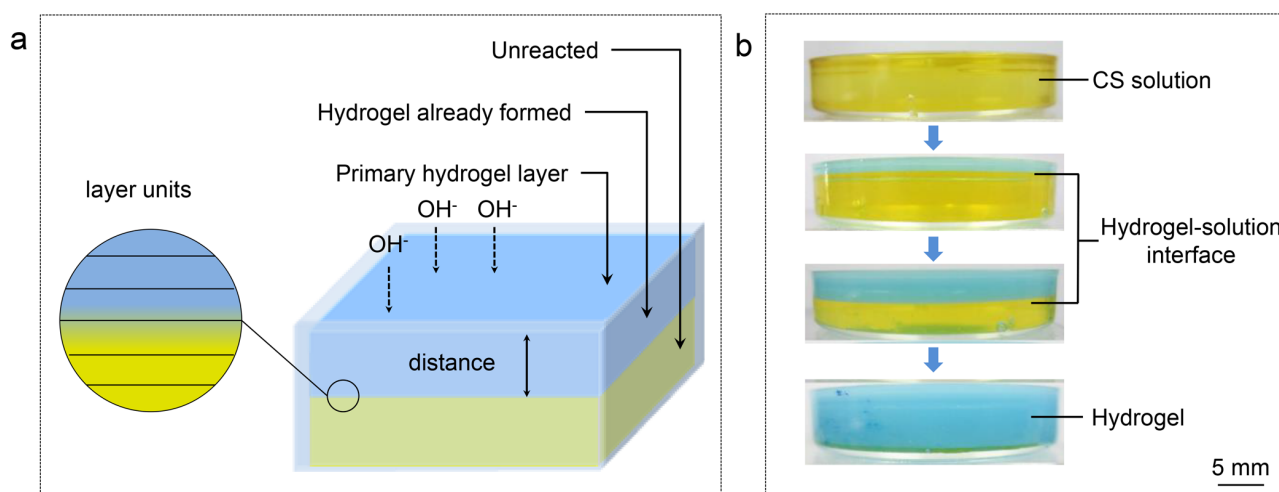 a
Unreacted
Hydrogel already formed
Primary hydrogel layer
layer units
OH-
OH-
OH-
distance
b
CS solution
Hydrogel-solution
interface
Hydrogel
5 mm